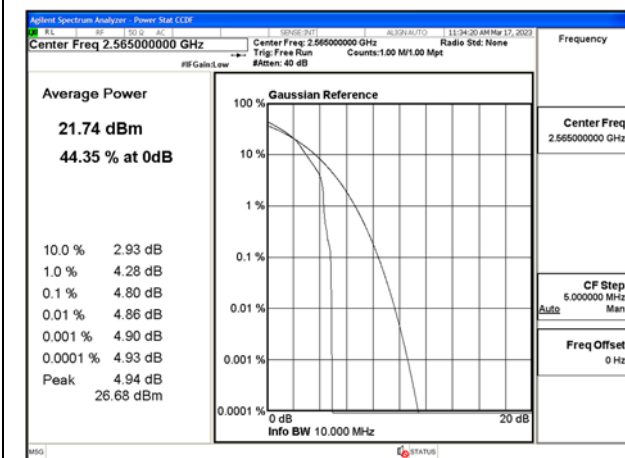 Agilent Spectrum Analyzer - Power Stat CCDF
RL RF 50 Ω AC SENSE:INT ALIGN AUTO 11:34:20 AM Mar 17, 2023
Center Freq 2.565000000 GHz
Center Freq: 2.565000000 GHz Radio Std: None
Trig: Free Run Counts:1.00 M/1.00 Mpt
#IFGain:Low #Atten: 40 dB
Frequency
Average Power
21.74 dBm
44.35 % at 0dB
10.0 % 2.93 dB
1.0 % 4.28 dB
0.1 % 4.80 dB
0.01 % 4.86 dB
0.001 % 4.90 dB
0.0001 % 4.93 dB
Peak 4.94 dB
26.68 dBm
Gaussian Reference
100 %
10 %
1 %
0.1 %
0.01 %
0.001 %
0.0001 %
0 dB 20 dB
Info BW 10.000 MHz
Center Freq
2.565000000 GHz
CF Step
5.000000 MHz
Auto Man
Freq Offset
0 Hz
MSG STATUS